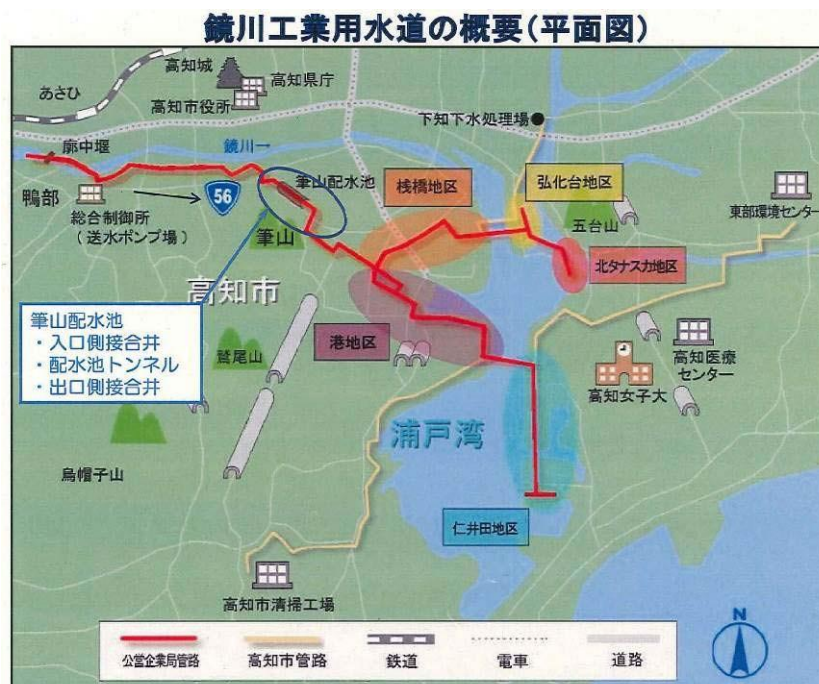 鏡川工業用水道の概要(平面図)
高知城
高知県庁
高知市役所
あさひ
下知下水処理場
廓中堰
鏡川→
鴨部
総合制御所
(送水ポンプ場)
56
筆山配水池
桟橋地区
弘化台地区
東部環境センター
五台山
筆山
北タナスカ地区
高知市
筆山配水池
・入口側接合井
・配水池トンネル
・出口側接合井
鷲尾山
港地区
高知医療
センター
高知女子大
浦戸湾
烏帽子山
仁井田地区
高知市清掃工場
N
公営企業局管路
高知市管路
鉄道
電車
道路